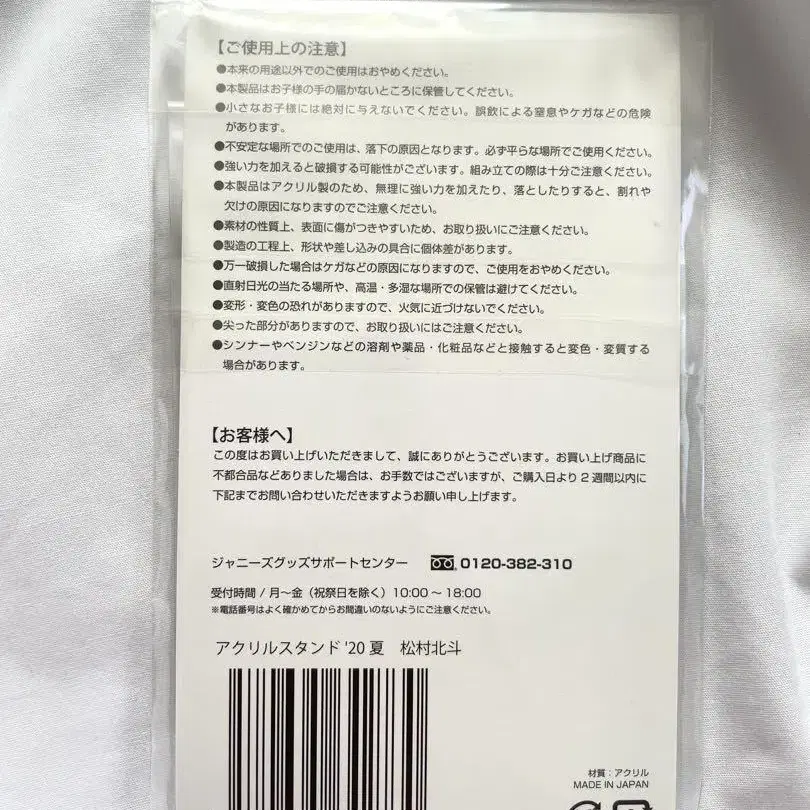 【ご使用上の注意】
●本来の用途以外でのご使用はおやめください。
●本製品はお子様の手の届かないところに保管してください。
●小さなお子様には絶対に与えないでください。誤飲による窒息やケガなどの危険
があります。
●不安定な場所でのご使用は、落下の原因となります。必ず平らな場所でご使用ください。
●強い力を加えると破損する可能性がございます。組み立ての際は十分ご注意ください。
●本製品はアクリル製のため、無理に強い力を加えたり、落としたりすると、割れや
欠けの原因になりますのでご注意ください。
●素材の性質上、表面に傷がつきやすいため、お取り扱いにご注意ください。
●製造の工程上、形状や差し込みの具合に個体差があります。
●万一破損した場合はケガなどの原因になりますので、ご使用をおやめください。
●直射日光の当たる場所や、高温・多湿な場所での保管は避けてください。
●変形・変色の恐れがありますので、火気に近づけないでください。
●尖った部分がありますので、お取り扱いにはご注意ください。
●シンナーやベンジンなどの溶剤や薬品・化粧品などと接触すると変色・変質する
場合があります。
【お客様へ】
この度はお買い上げいただきまして、誠にありがとうございます。お買い上げ商品に
不都合品などありました場合は、お手数ではございますが、ご購入日より2週間以内に
下記までお問い合わせいただきますようお願い申し上げます。
ジャニーズグッズサポートセンター 0120-382-310
受付時間/月～金（祝祭日を除く）10:00～18:00
※電話番号はよく確かめてからお間違いのないようにご注意ください。
アクリルスタンド '20 夏 松村北斗
材質：アクリル
MADE IN JAPAN